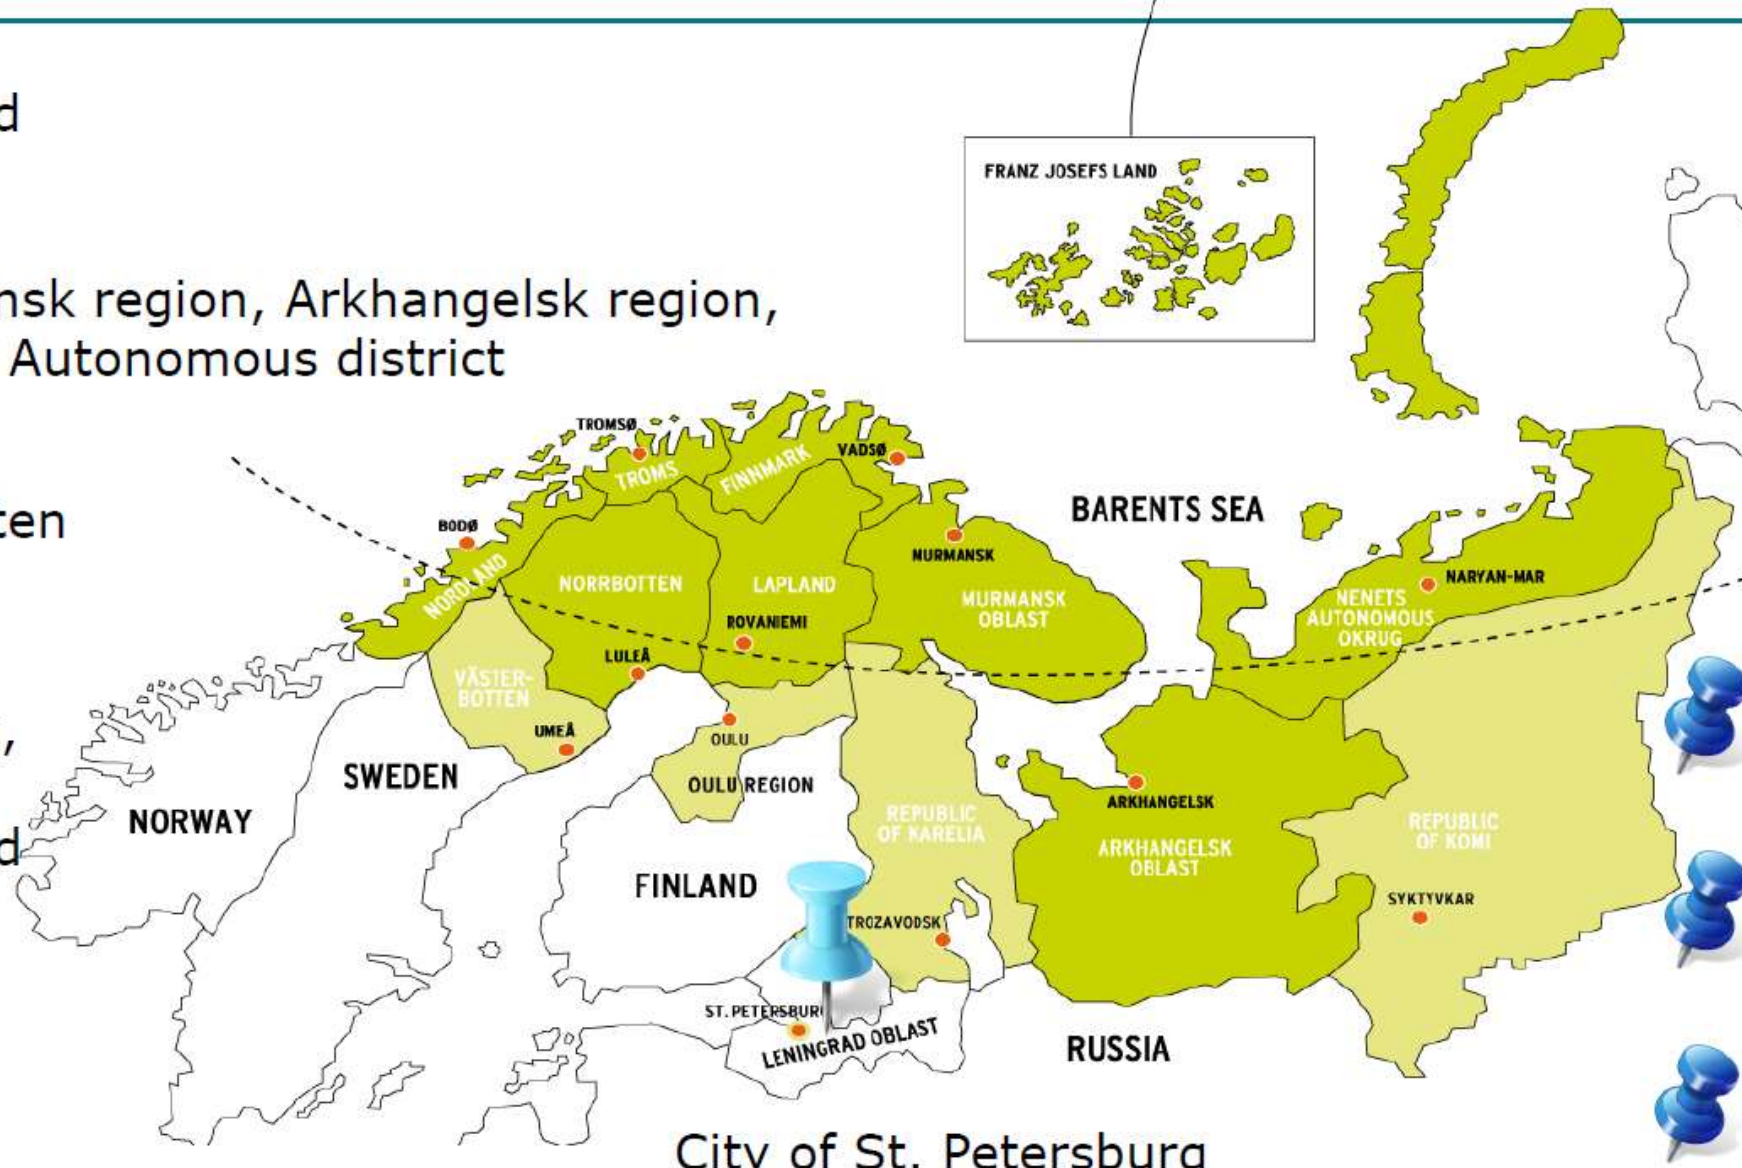 d
nsk region, Arkhangelsk region,
Autonomous district
ten
,
d
FRANZ JOSEFS LAND
BARENTS SEA
TROMSØ
TROMS
FINNMARK
VADSØ
BODØ
NORDLAND
NORRBOTTEN
LAPLAND
ROVANIEMI
LULEÅ
MURMANSK
MURMANSK
OBLAST
NARYAN-MAR
NENETS
AUTONOMOUS
OKRUG
VÄSTER-
BOTTEN
UMEÅ
OULU
OULU REGION
SWEDEN
NORWAY
FINLAND
REPUBLIC
OF KARELIA
ARKHANGELSK
ARKHANGELSK
OBLAST
REPUBLIC
OF KOMI
SYKTYVKAR
TROZAVODSK
ST. PETERSBUR
LENINGRAD OBLAST
RUSSIA
City of St. Petersburg